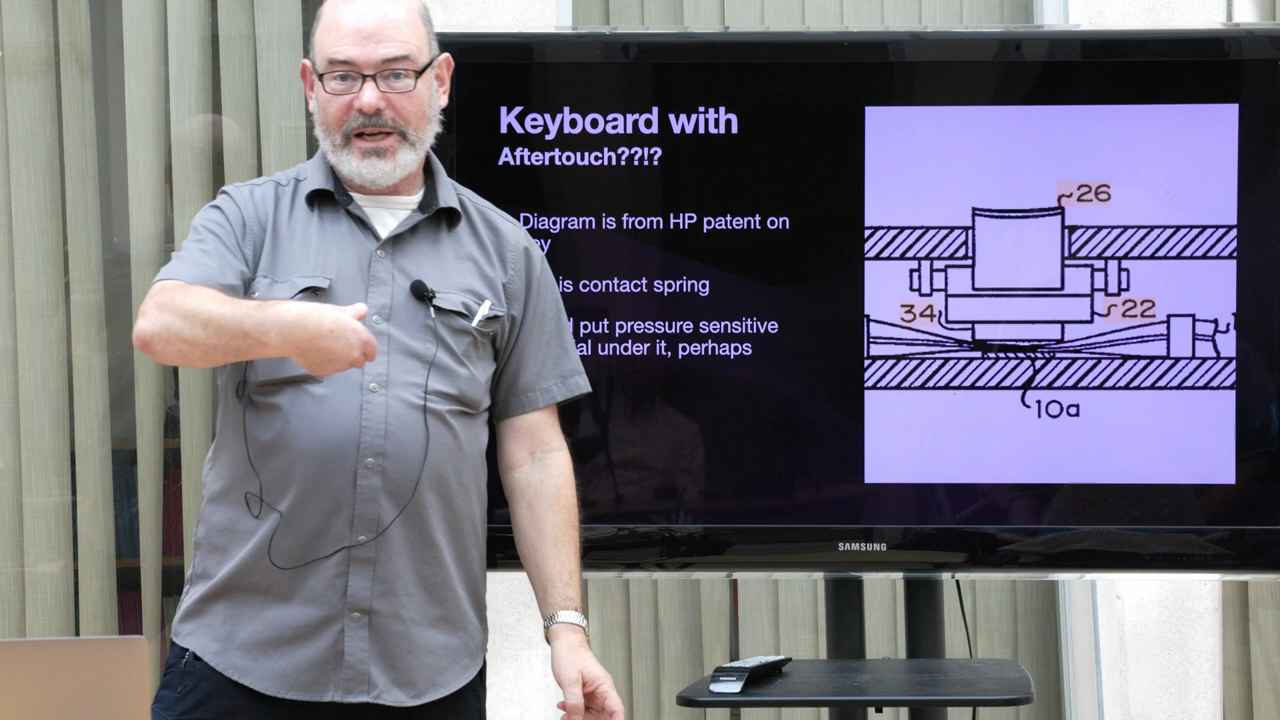 Keyboard with
Aftertouch??!?
Diagram is from HP patent on
is contact spring
put pressure sensitive
under it, perhaps
26
34
22
10a
SAMSUNG